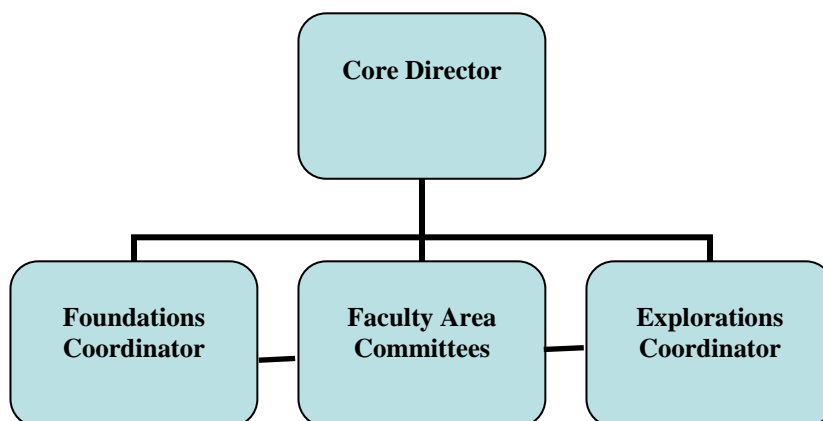 Core Director
Foundations
Coordinator
Faculty Area
Committees
Explorations
Coordinator